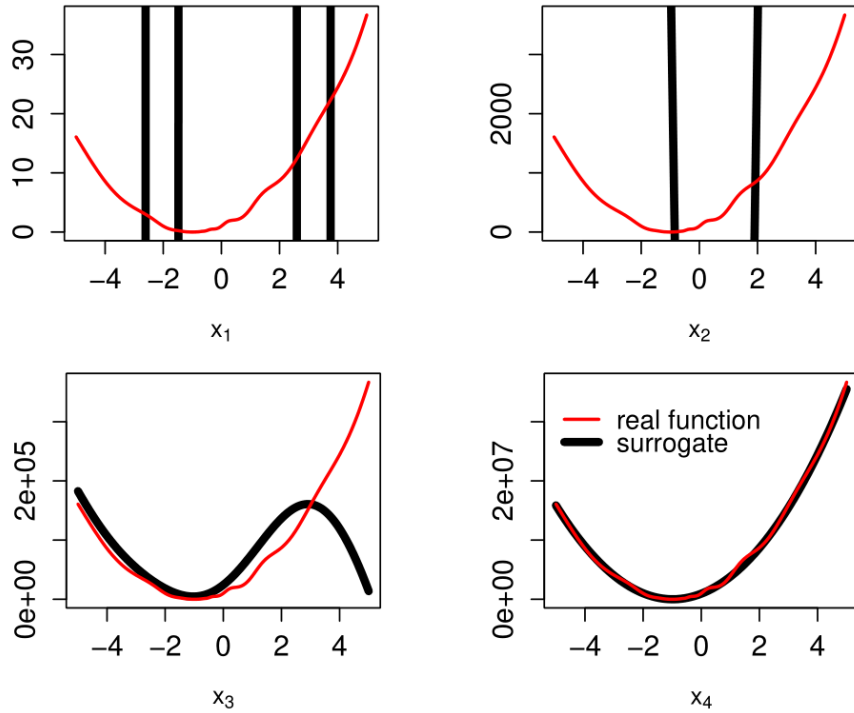 30
20
10
0
−4 −2 0 2 4
x1
2000
0
−4 −2 0 2 4
x2
2e+05
0e+00
−4 −2 0 2 4
x3
real function
surrogate
2e+07
0e+00
−4 −2 0 2 4
x4